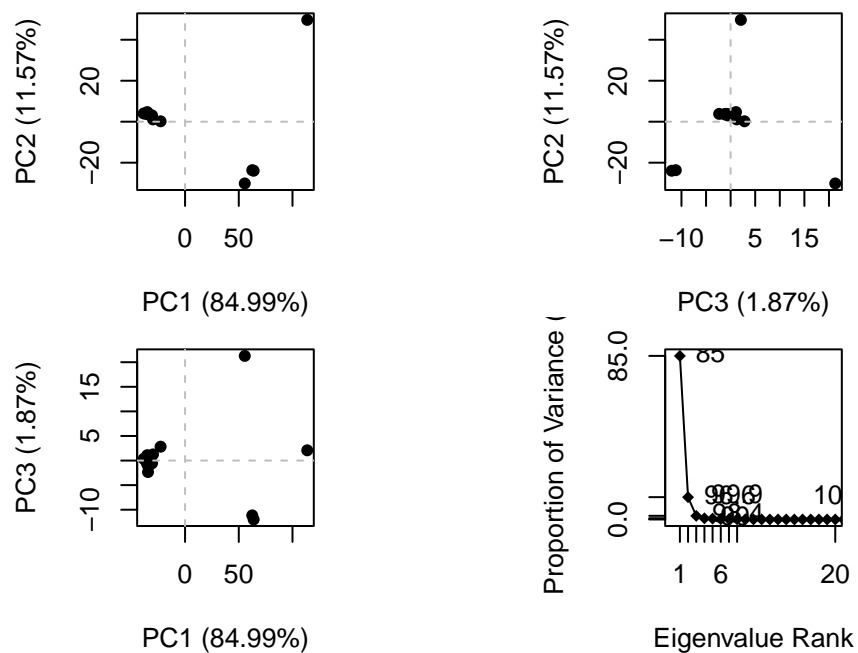 PC2 (11.57%)
20
−20
0 50
PC1 (84.99%)
PC2 (11.57%)
20
−20
−10 5 15
PC3 (1.87%)
PC3 (1.87%)
15
5
−10
0 50
PC1 (84.99%)
Proportion of Variance (
85.0
0.0
85
10
1 6 20
Eigenvalue Rank